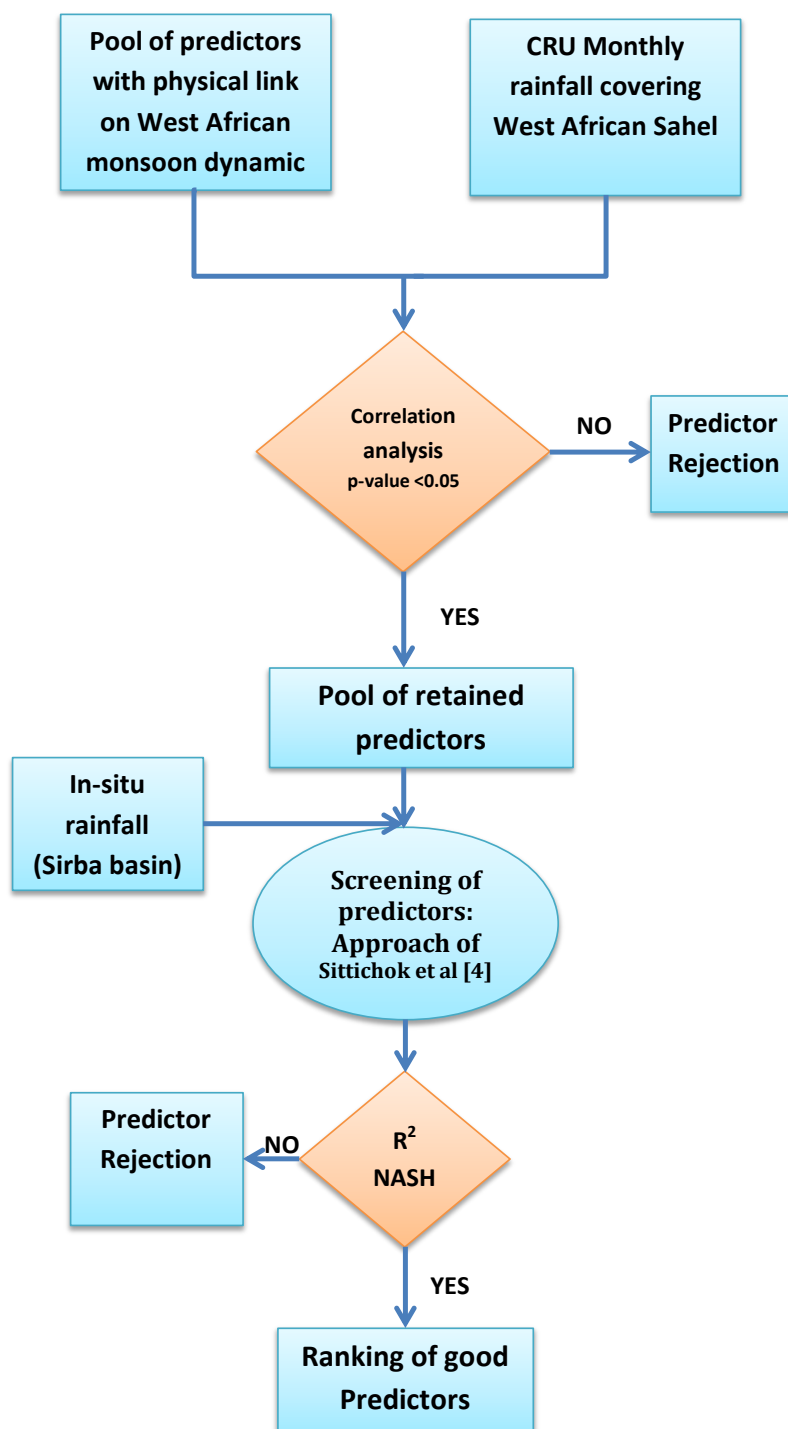 Pool of predictors
with physical link
on West African
monsoon dynamic
CRU Monthly
rainfall covering
West African Sahel
Correlation
analysis
p-value <0.05
NO
Predictor
Rejection
YES
Pool of retained
predictors
In-situ
rainfall
(Sirba basin)
Screening of
predictors:
Approach of
Sittichok et al [4]
Predictor
Rejection
NO
R²
NASH
YES
Ranking of good
Predictors